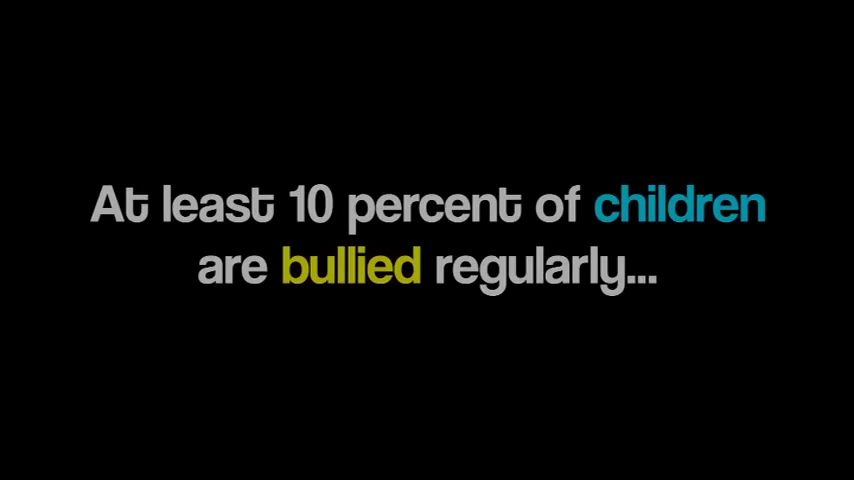 At least 10 percent of children
are bullied regularly...